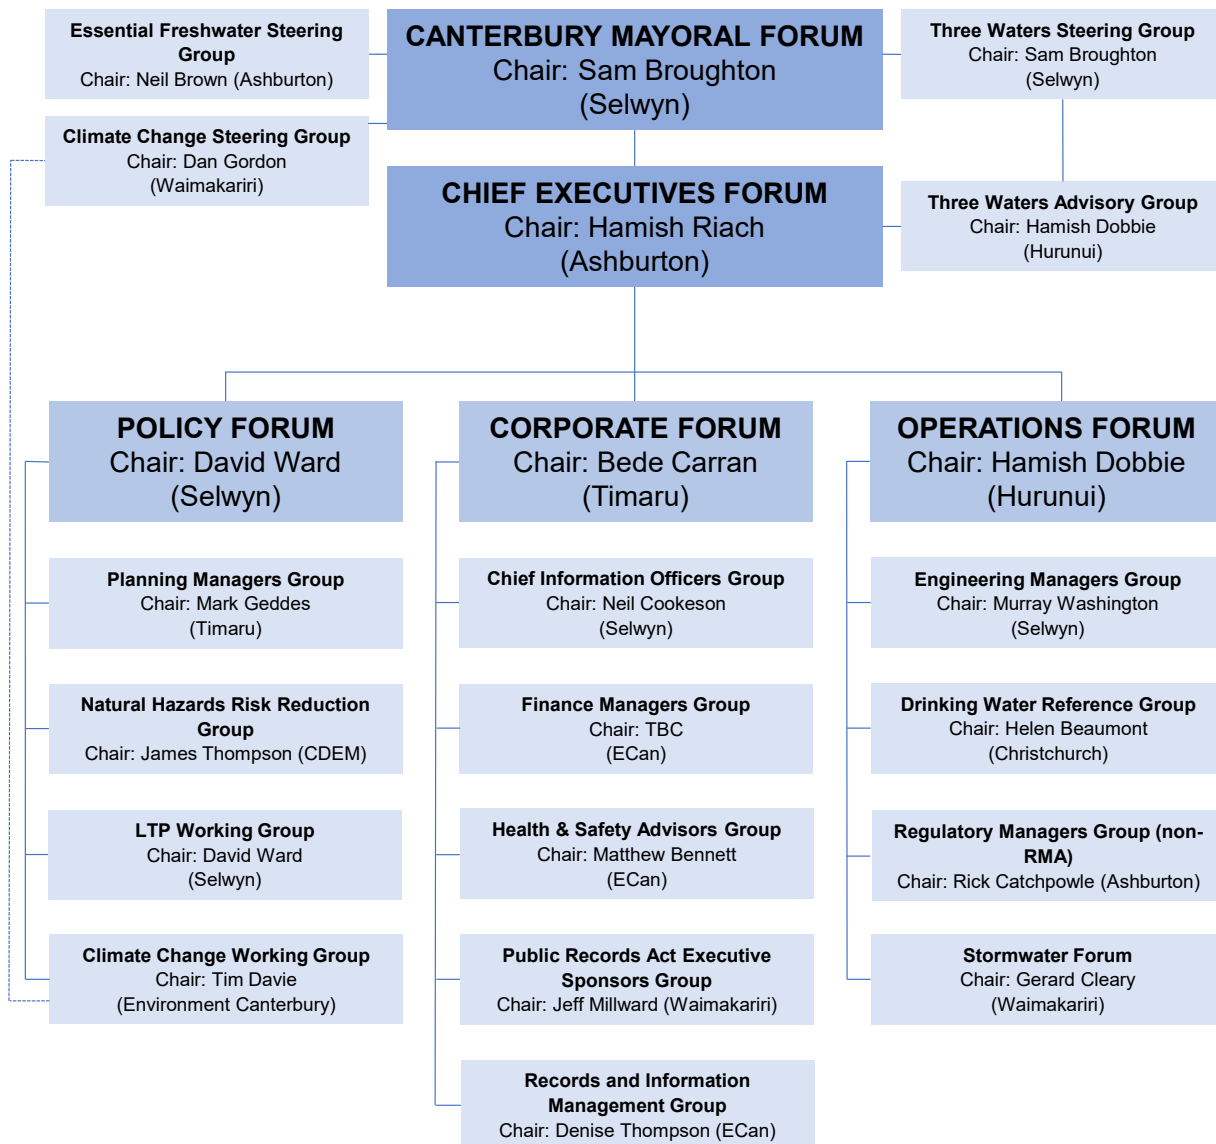 Essential Freshwater Steering
Group
Chair: Neil Brown (Ashburton)
CANTERBURY MAYORAL FORUM
Chair: Sam Broughton
(Selwyn)
Three Waters Steering Group
Chair: Sam Broughton
(Selwyn)
Climate Change Steering Group
Chair: Dan Gordon
(Waimakariri)
CHIEF EXECUTIVES FORUM
Chair: Hamish Riach
(Ashburton)
Three Waters Advisory Group
Chair: Hamish Dobbie
(Hurunui)
POLICY FORUM
Chair: David Ward
(Selwyn)
CORPORATE FORUM
Chair: Bede Carran
(Timaru)
OPERATIONS FORUM
Chair: Hamish Dobbie
(Hurunui)
Planning Managers Group
Chair: Mark Geddes
(Timaru)
Chief Information Officers Group
Chair: Neil Cookeson
(Selwyn)
Engineering Managers Group
Chair: Murray Washington
(Selwyn)
Natural Hazards Risk Reduction
Group
Chair: James Thompson (CDEM)
Finance Managers Group
Chair: TBC
(ECan)
Drinking Water Reference Group
Chair: Helen Beaumont
(Christchurch)
LTP Working Group
Chair: David Ward
(Selwyn)
Health & Safety Advisors Group
Chair: Matthew Bennett
(ECan)
Regulatory Managers Group (non-
RMA)
Chair: Rick Catchpowle (Ashburton)
Climate Change Working Group
Chair: Tim Davie
(Environment Canterbury)
Public Records Act Executive
Sponsors Group
Chair: Jeff Millward (Waimakariri)
Stormwater Forum
Chair: Gerard Cleary
(Waimakariri)
Records and Information
Management Group
Chair: Denise Thompson (ECan)